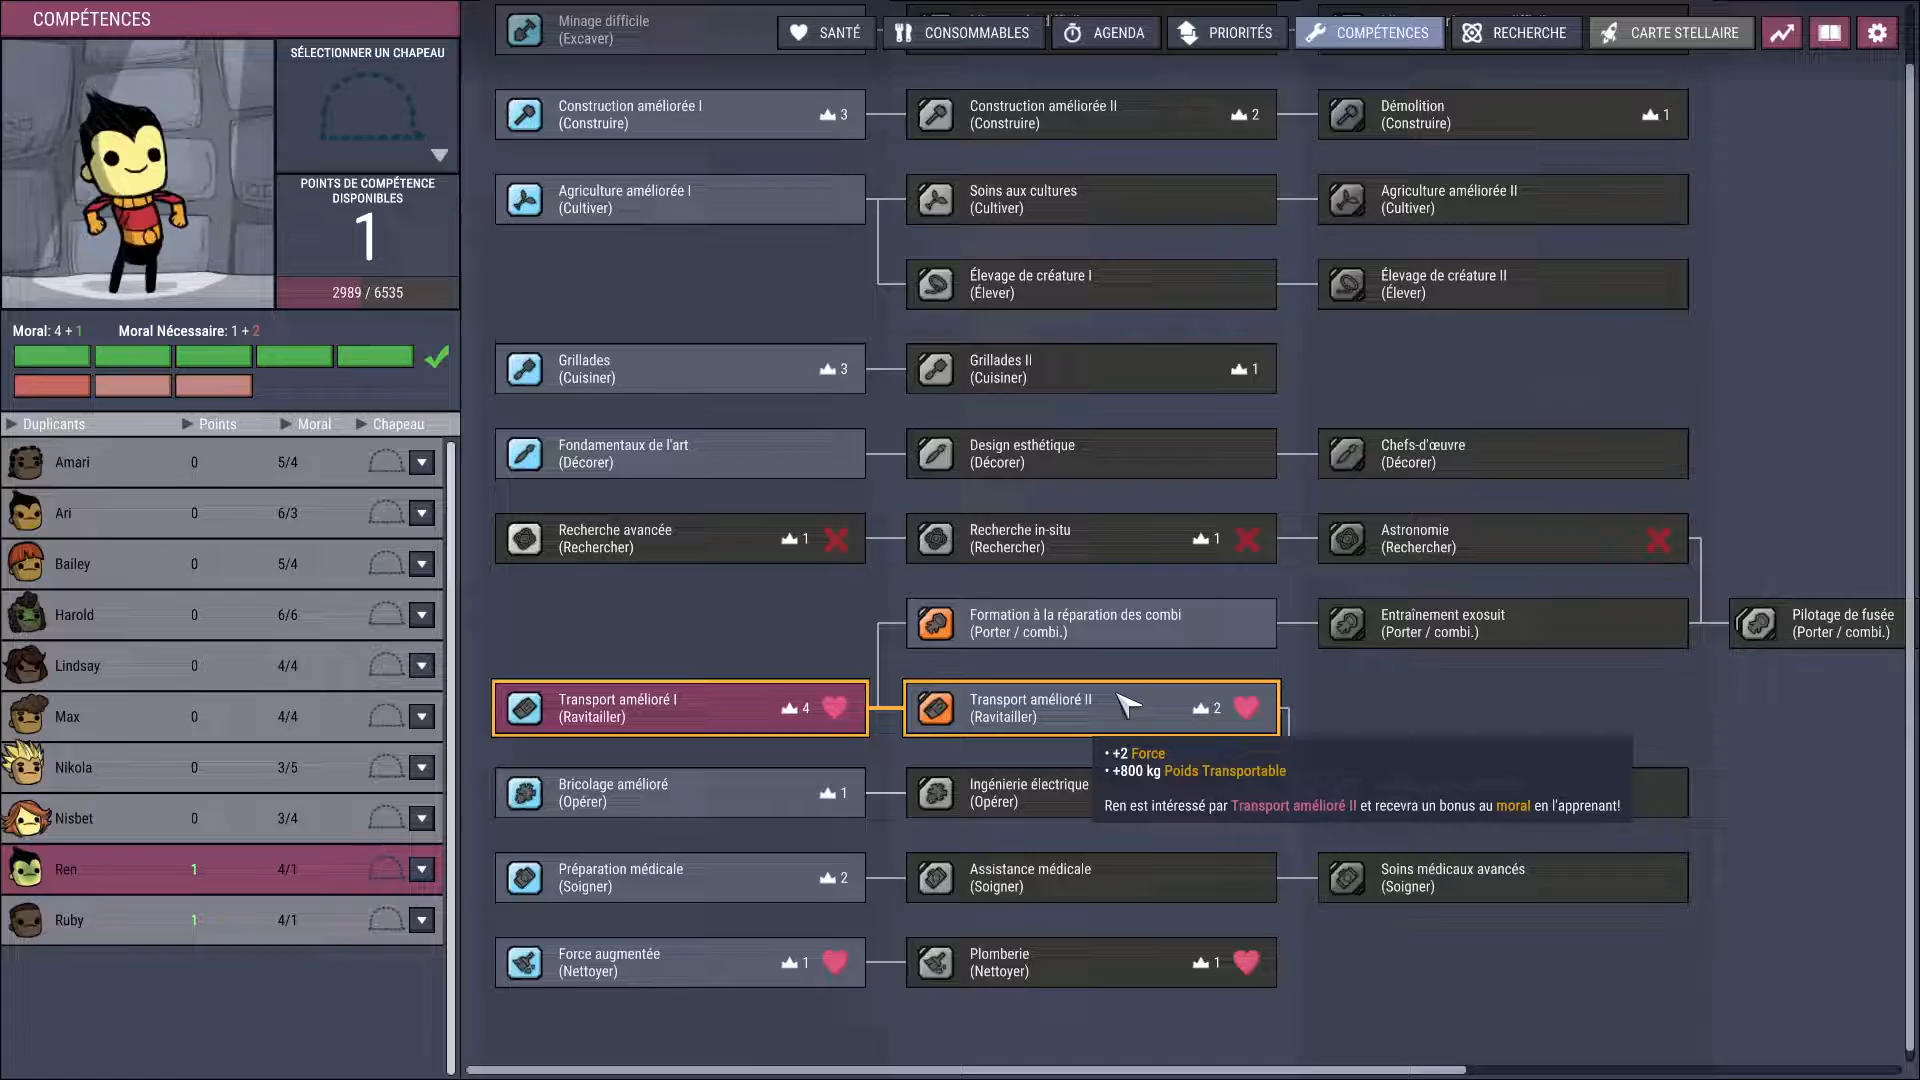 COMPÉTENCES
SÉLECTIONNER UN CHAPEAU
POINTS DE COMPÉTENCE
DISPONIBLES
1
2989 / 6535
Moral: 4 + 1 Moral Nécessaire: 1 + 2
Duplicants Points Moral Chapeau
Amari 0 5/4
Ari 0 6/3
Bailey 0 5/4
Harold 0 6/6
Lindsay 0 4/4
Max 0 4/4
Nikola 0 3/5
Nisbet 0 3/4
Ren 1 4/1
Ruby 1 4/1
SANTÉ CONSOMMABLES AGENDA PRIORITÉS COMPÉTENCES RECHERCHE CARTE STELLAIRE
Minage difficile
(Excaver)
Construction améliorée I
(Construire)
3
Construction améliorée II
(Construire)
2
Démolition
(Construire)
1
Agriculture améliorée I
(Cultiver)
Soins aux cultures
(Cultiver)
Agriculture améliorée II
(Cultiver)
Élevage de créature I
(Élever)
Élevage de créature II
(Élever)
Grillades
(Cuisiner)
3
Grillades II
(Cuisiner)
1
Fondamentaux de l'art
(Décorer)
Design esthétique
(Décorer)
Chefs-d'œuvre
(Décorer)
Recherche avancée
(Rechercher)
1
Recherche in-situ
(Rechercher)
1
Astronomie
(Rechercher)
Formation à la réparation des combi
(Porter / combi.)
Entraînement exosuit
(Porter / combi.)
Pilotage de fusée
(Porter / combi.)
Transport amélioré I
(Ravitailler)
4
Transport amélioré II
(Ravitailler)
2
• +2 Force
• +800 kg Poids Transportable
Ren est intéressé par Transport amélioré II et recevra un bonus au moral en l'apprenant!
Bricolage amélioré
(Opérer)
1
Ingénierie électrique
(Opérer)
Préparation médicale
(Soigner)
2
Assistance médicale
(Soigner)
Soins médicaux avancés
(Soigner)
Force augmentée
(Nettoyer)
1
Plomberie
(Nettoyer)
1